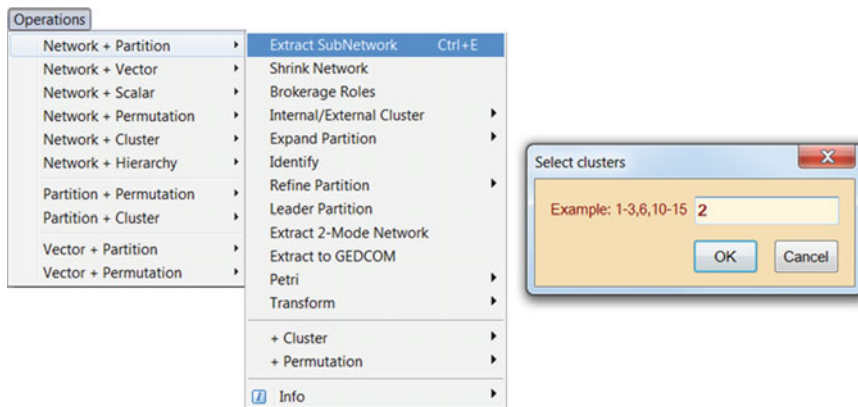 Operations
Network + Partition
Network + Vector
Network + Scalar
Network + Permutation
Network + Cluster
Network + Hierarchy
Partition + Permutation
Partition + Cluster
Vector + Partition
Vector + Permutation
Extract SubNetwork Ctrl+E
Shrink Network
Brokerage Roles
Internal/External Cluster
Expand Partition
Identify
Refine Partition
Leader Partition
Extract 2-Mode Network
Extract to GEDCOM
Petri
Transform
+ Cluster
+ Permutation
i Info
Select clusters
X
Example: 1-3,6,10-15 2
OK Cancel